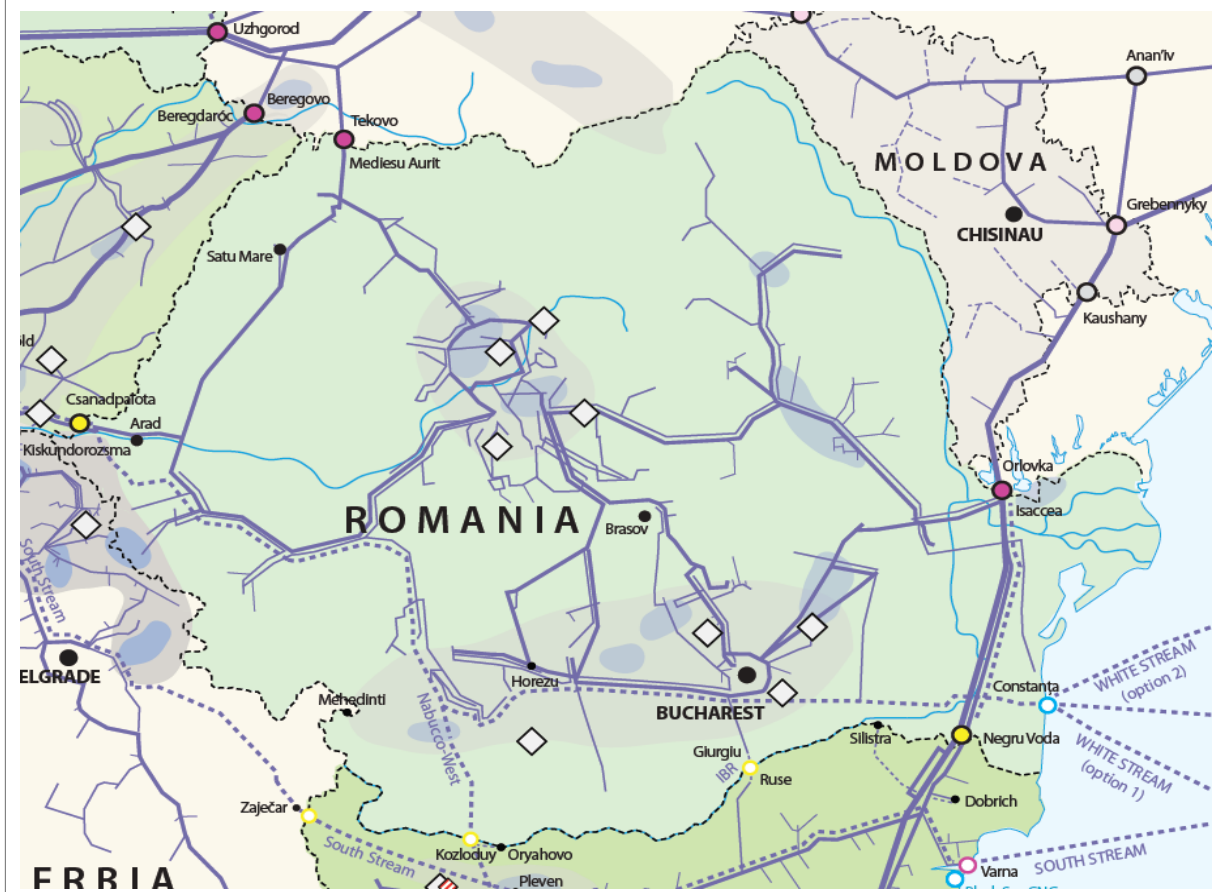 Uzhgorod
Anan'iv
Beregovo
Beregdaróc
Tekovo
Mediesu Aurit
MOLDOVA
Grebennyky
CHISINAU
Satu Mare
Kaushany
old
Csanadpalota
Arad
Kiskundorozsma
Orlovka
Isaccea
ROMANIA
Brasov
South Stream
ELGRADE
Horezu
Mehedinti
Nabucco-West
BUCHAREST
Constanta
WHITE STREAM
(option 2)
Silistra
Negru Voda
WHITE STREAM
(option 1)
Giurgiu
IBR
Ruse
Zaječar
Dobrich
South Stream
Kozloduy
Oryahovo
SOUTH STREAM
Varna
ERBIA
Pleven